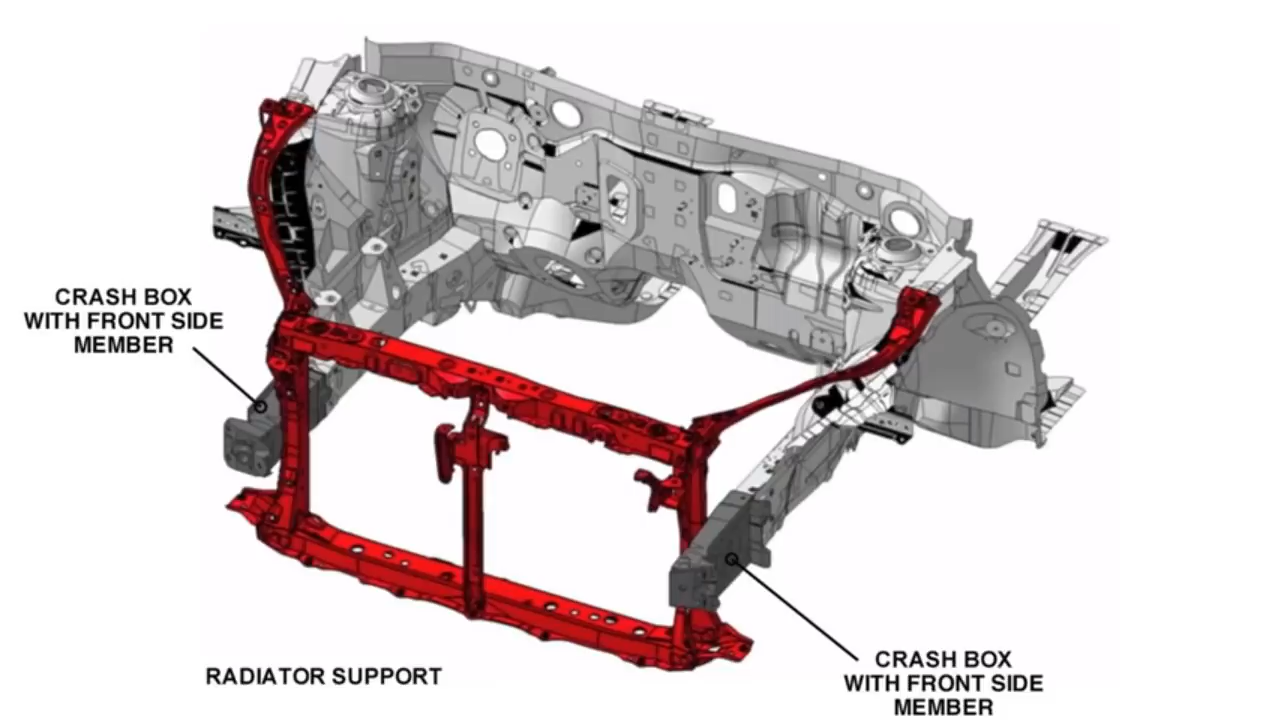 CRASH BOX
WITH FRONT SIDE
MEMBER
RADIATOR SUPPORT
CRASH BOX
WITH FRONT SIDE
MEMBER